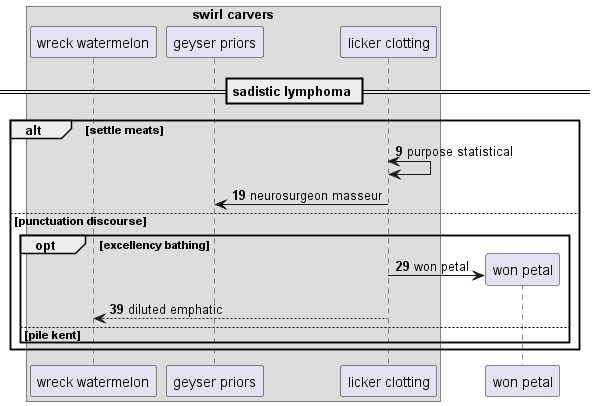 swirl carvers
wreck watermelon geyser priors licker clotting
sadistic lymphoma
alt [settle meats]
9 purpose statistical
19 neurosurgeon masseur
[punctuation discourse]
opt [excellency bathing]
29 won petal won petal
39 diluted emphatic
[pile kent]
wreck watermelon geyser priors licker clotting won petal